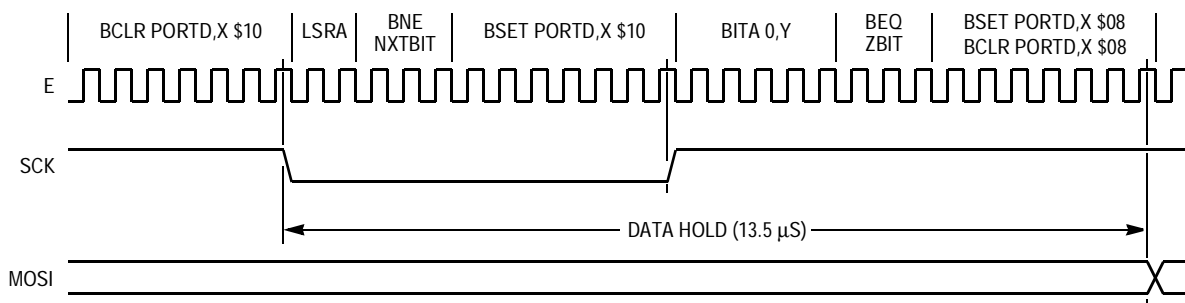 BCLR PORTD,X $10
LSRA
BNE
NXTBIT
BSET PORTD,X $10
BITA 0,Y
BEQ
ZBIT
BSET PORTD,X $08
BCLR PORTD,X $08
E
SCK
DATA HOLD (13.5 μS)
MOSI